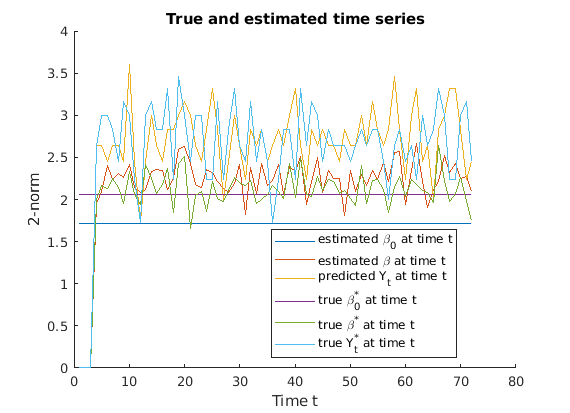 True and estimated time series
4
3.5
3
2.5
2
1.5
1
0.5
0
2-norm
estimated β₀ at time t
estimated β at time t
predicted Yₜ at time t
true β₀* at time t
true β* at time t
true Yₜ* at time t
0 10 20 30 40 50 60 70 80
Time t